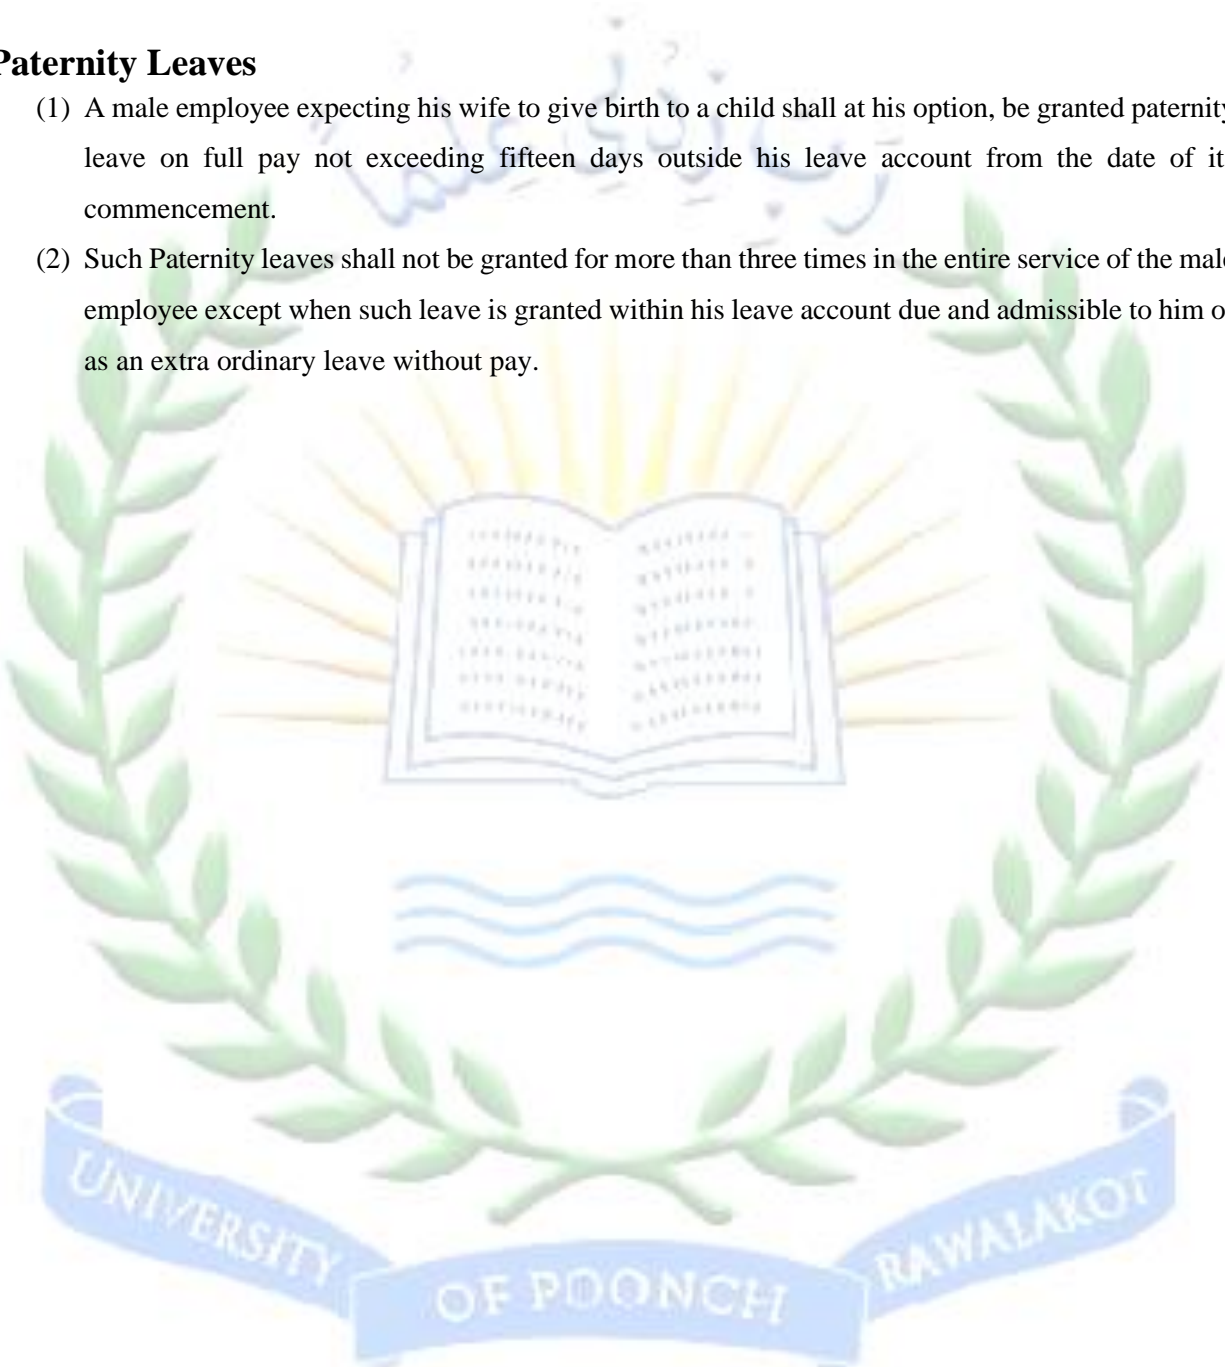 Paternity Leaves
(1) A male employee expecting his wife to give birth to a child shall at his option, be granted paternity
leave on full pay not exceeding fifteen days outside his leave account from the date of it
commencement.
(2) Such Paternity leaves shall not be granted for more than three times in the entire service of the male
employee except when such leave is granted within his leave account due and admissible to him o
as an extra ordinary leave without pay.
رَبِّ زِدْنِي عِلْمًا
UNIVERSITY OF POONCH RAWALAKOT